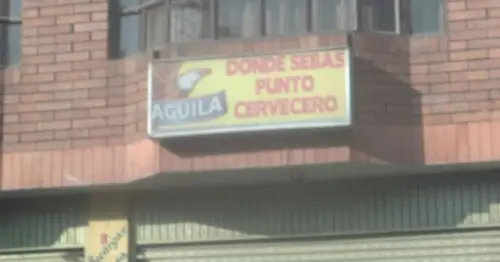 AGUILA
DONDE SEBAS
PUNTO
CERVECERO